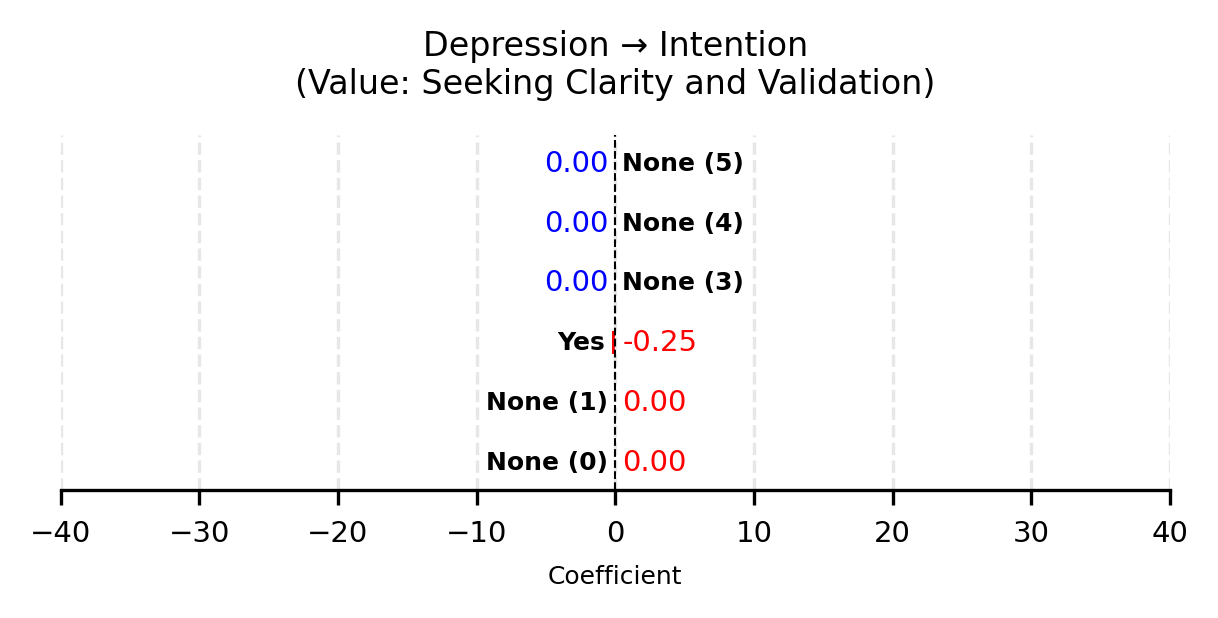 Depression → Intention
(Value: Seeking Clarity and Validation)
0.00 None (5)
0.00 None (4)
0.00 None (3)
Yes -0.25
None (1) 0.00
None (0) 0.00
−40 −30 −20 −10 0 10 20 30 40
Coefficient